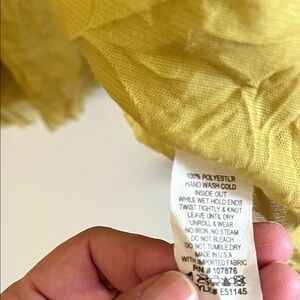 100% POLYESTER
HAND WASH COLD
INSIDE OUT
WHILE WET HOLD ENDS
TWIST TIGHTLY & KNOT
LEAVE UNTIL DRY
UNROLL & WEAR
NO IRON, NO STEAM
DO NOT BLEACH
DO NOT TUMBLE DRY
MADE IN U.S.A
WITH IMPORTED FABRIC
RN # 107876
STYLE# ES1145